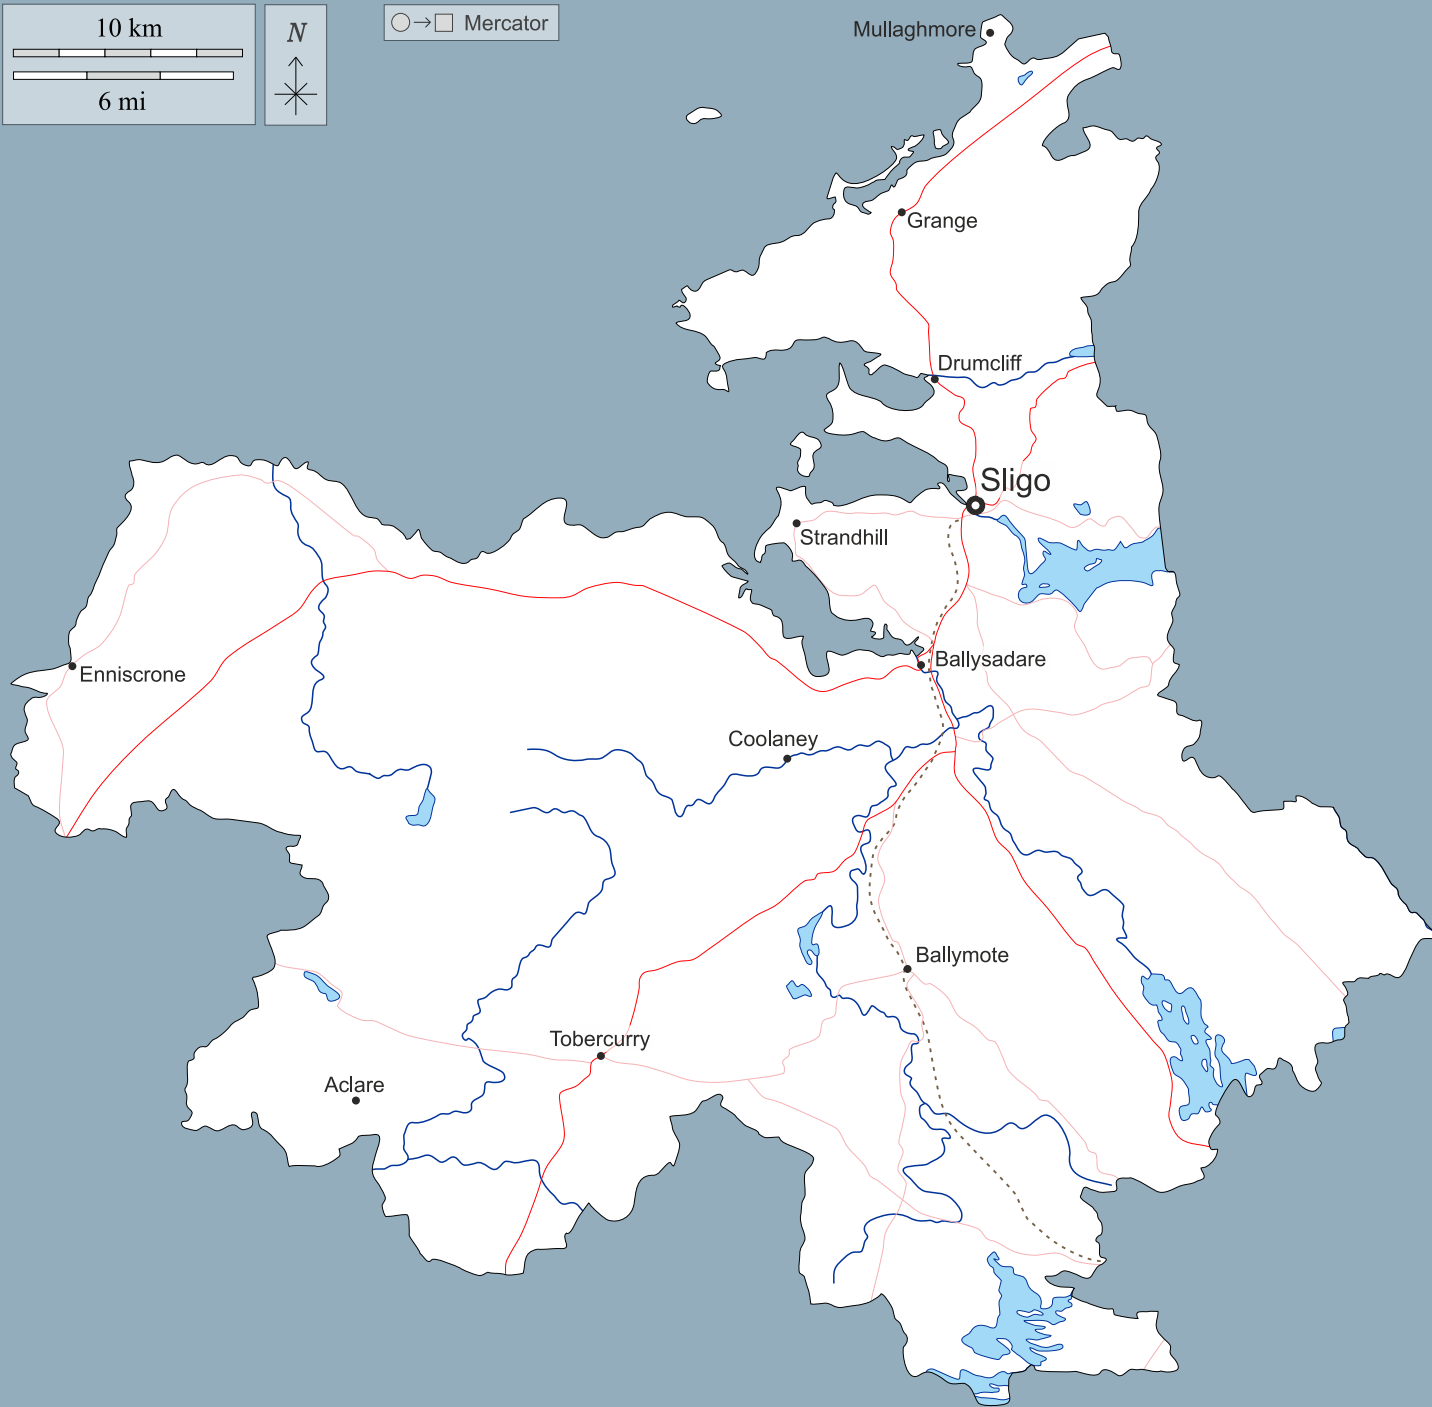 10 km
6 mi
N
Mercator
Mullaghmore
Grange
Drumcliff
Sligo
Strandhill
Ballysadare
Enniscrone
Coolaney
Ballymote
Tobercurry
Aclare